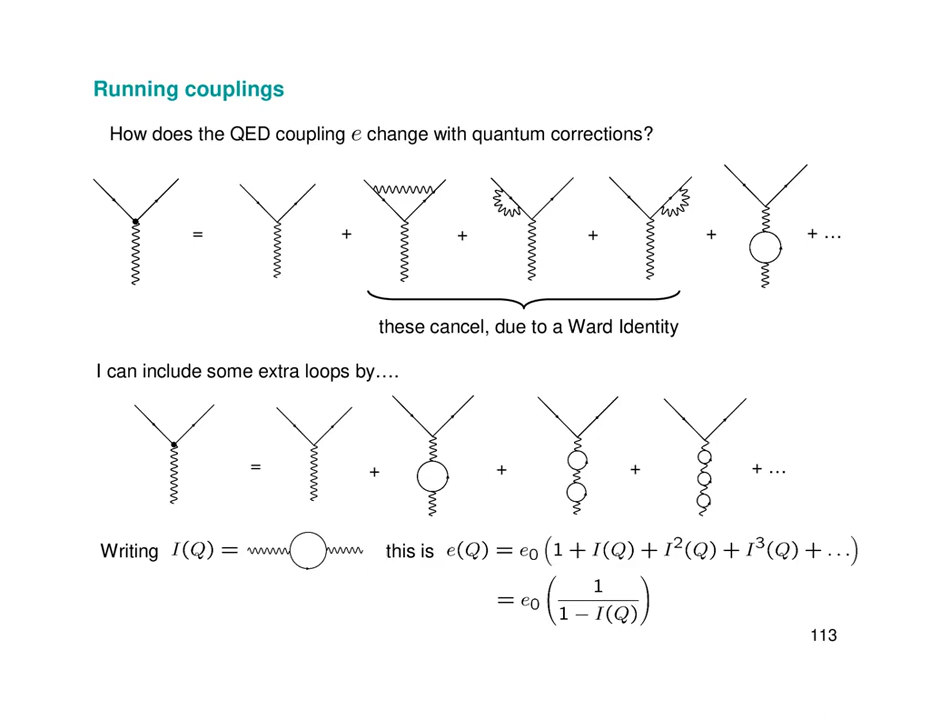 Running couplings
How does the QED coupling e change with quantum corrections?
= + + + + + …
these cancel, due to a Ward Identity
I can include some extra loops by….
= + + + + …
Writing I(Q) = this is e(Q) = e₀ (1 + I(Q) + I²(Q) + I³(Q) + . . .)
= e₀ (1 / (1 − I(Q)))
113